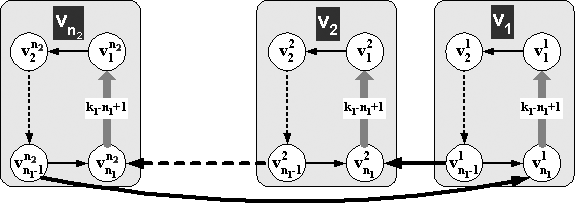 v_{n_2} v_2 v_1
v_2^{n_2} v_1^{n_2} v_2^2 v_1^2 v_2^1 v_1^1
k_1-n_1+1 k_1-n_1+1 k_1-n_1+1
v_{n_1-1}^{n_2} v_{n_1}^{n_2} v_{n_1-1}^2 v_{n_1}^2 v_{n_1-1}^1 v_{n_1}^1